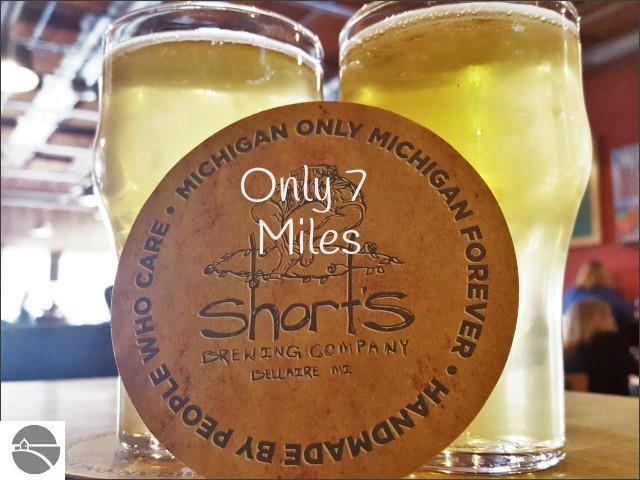 MICHIGAN ONLY MICHIGAN FOREVER • HANDMADE BY PEOPLE WHO CARE •
Only 7
Miles
short's
BREWING COMPANY
BELLAIRE MI